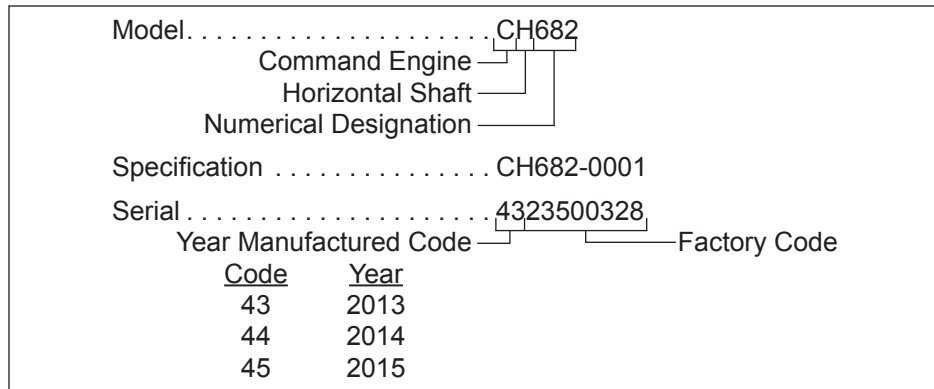 Model. . . . . . . . . . . . . . . . . . . . . . CH682
Command Engine
Horizontal Shaft
Numerical Designation
Specification . . . . . . . . . . . . . . . CH682-0001
Serial . . . . . . . . . . . . . . . . . . . . . . 4323500328
Year Manufactured Code Factory Code
Code Year
43 2013
44 2014
45 2015